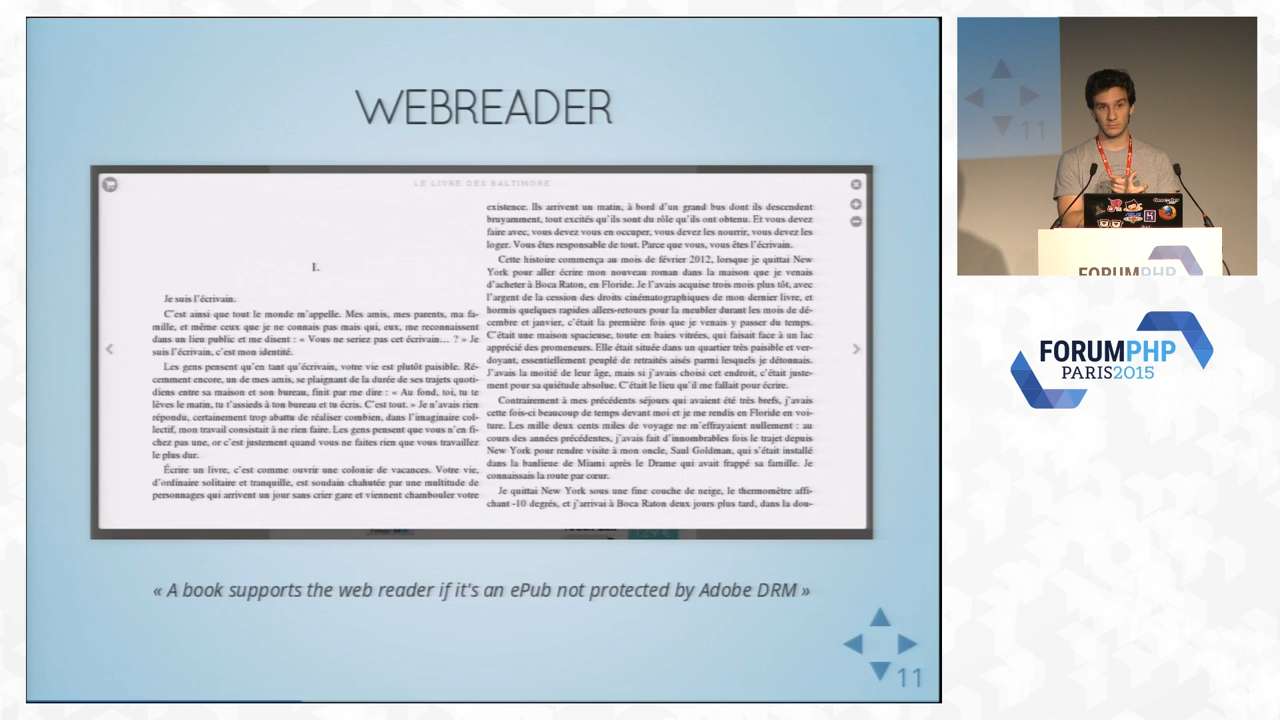 WEBREADER
LE LIVRE DES BALTIMORE
I.
Je suis l'écrivain.
C'est ainsi que tout le monde m'appelle. Mes amis, mes parents, ma fa-
mille, et même ceux que je ne connais pas mais qui, eux, me reconnaissent
dans un lieu public et me disent : « Vous ne seriez pas cet écrivain… ? » Je
suis l'écrivain, c'est mon identité.
Les gens pensent qu'en tant qu'écrivain, votre vie est plutôt paisible. Ré-
cemment encore, un de mes amis, se plaignant de la durée de ses trajets quoti-
diens entre sa maison et son bureau, finit par me dire : « Au fond, toi, tu te
lèves le matin, tu t'assieds à ton bureau et tu écris. C'est tout. » Je n'avais rien
répondu, certainement trop abattu de réaliser combien, dans l'imaginaire col-
lectif, mon travail consistait à ne rien faire. Les gens pensent que vous n'en fi-
chez pas une, or c'est justement quand vous ne faites rien que vous travaillez
le plus dur.
Écrire un livre, c'est comme ouvrir une colonie de vacances. Votre vie,
d'ordinaire solitaire et tranquille, est soudain chahutée par une multitude de
personnages qui arrivent un jour sans crier gare et viennent chambouler votre
existence. Ils arrivent un matin, à bord d'un grand bus dont ils descendent
bruyamment, tout excités qu'ils sont du rôle qu'ils ont obtenu. Et vous devez
faire avec, vous devez vous en occuper, vous devez les nourrir, vous devez les
loger. Vous êtes responsable de tout. Parce que vous, vous êtes l'écrivain.
Cette histoire commença au mois de février 2012, lorsque je quittai New
York pour aller écrire mon nouveau roman dans la maison que je venais
d'acheter à Boca Raton, en Floride. Je l'avais acquise trois mois plus tôt, avec
l'argent de la cession des droits cinématographiques de mon dernier livre, et
hormis quelques rapides allers-retours pour la meubler durant les mois de dé-
cembre et janvier, c'était la première fois que je venais y passer du temps.
C'était une maison spacieuse, toute en baies vitrées, qui faisait face à un lac
apprécié des promeneurs. Elle était située dans un quartier très paisible et ver-
doyant, essentiellement peuplé de retraités aisés parmi lesquels je détonnais.
J'avais la moitié de leur âge, mais si j'avais choisi cet endroit, c'était juste-
ment pour sa quiétude absolue. C'était le lieu qu'il me fallait pour écrire.
Contrairement à mes précédents séjours qui avaient été très brefs, j'avais
cette fois-ci beaucoup de temps devant moi et je me rendis en Floride en voi-
ture. Les mille deux cents miles de voyage ne m'effrayaient nullement : au
cours des années précédentes, j'avais fait d'innombrables fois le trajet depuis
New York pour rendre visite à mon oncle, Saul Goldman, qui s'était installé
dans la banlieue de Miami après le Drame qui avait frappé sa famille. Je
connaissais la route par cœur.
Je quittai New York sous une fine couche de neige, le thermomètre affi-
chant -10 degrés, et j'arrivai à Boca Raton deux jours plus tard, dans la dou-
« A book supports the web reader if it's an ePub not protected by Adobe DRM »
11
11
FORUMPHP
FORUMPHP
PARIS2015